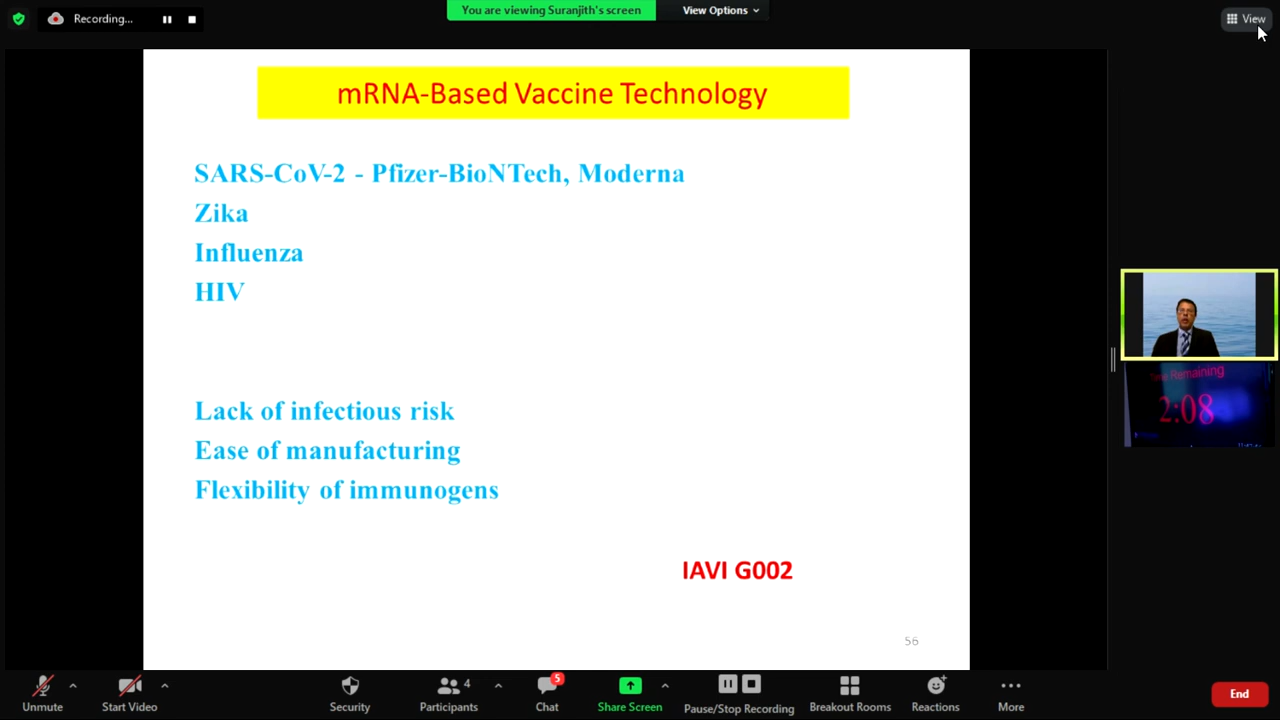 Recording...
You are viewing Suranjith's screen
View Options
View
mRNA-Based Vaccine Technology
SARS-CoV-2 - Pfizer-BioNTech, Moderna
Zika
Influenza
HIV
Lack of infectious risk
Ease of manufacturing
Flexibility of immunogens
IAVI G002
56
Time Remaining
2:08
Unmute
Start Video
Security
Participants
4
Chat
5
Share Screen
Pause/Stop Recording
Breakout Rooms
Reactions
More
End